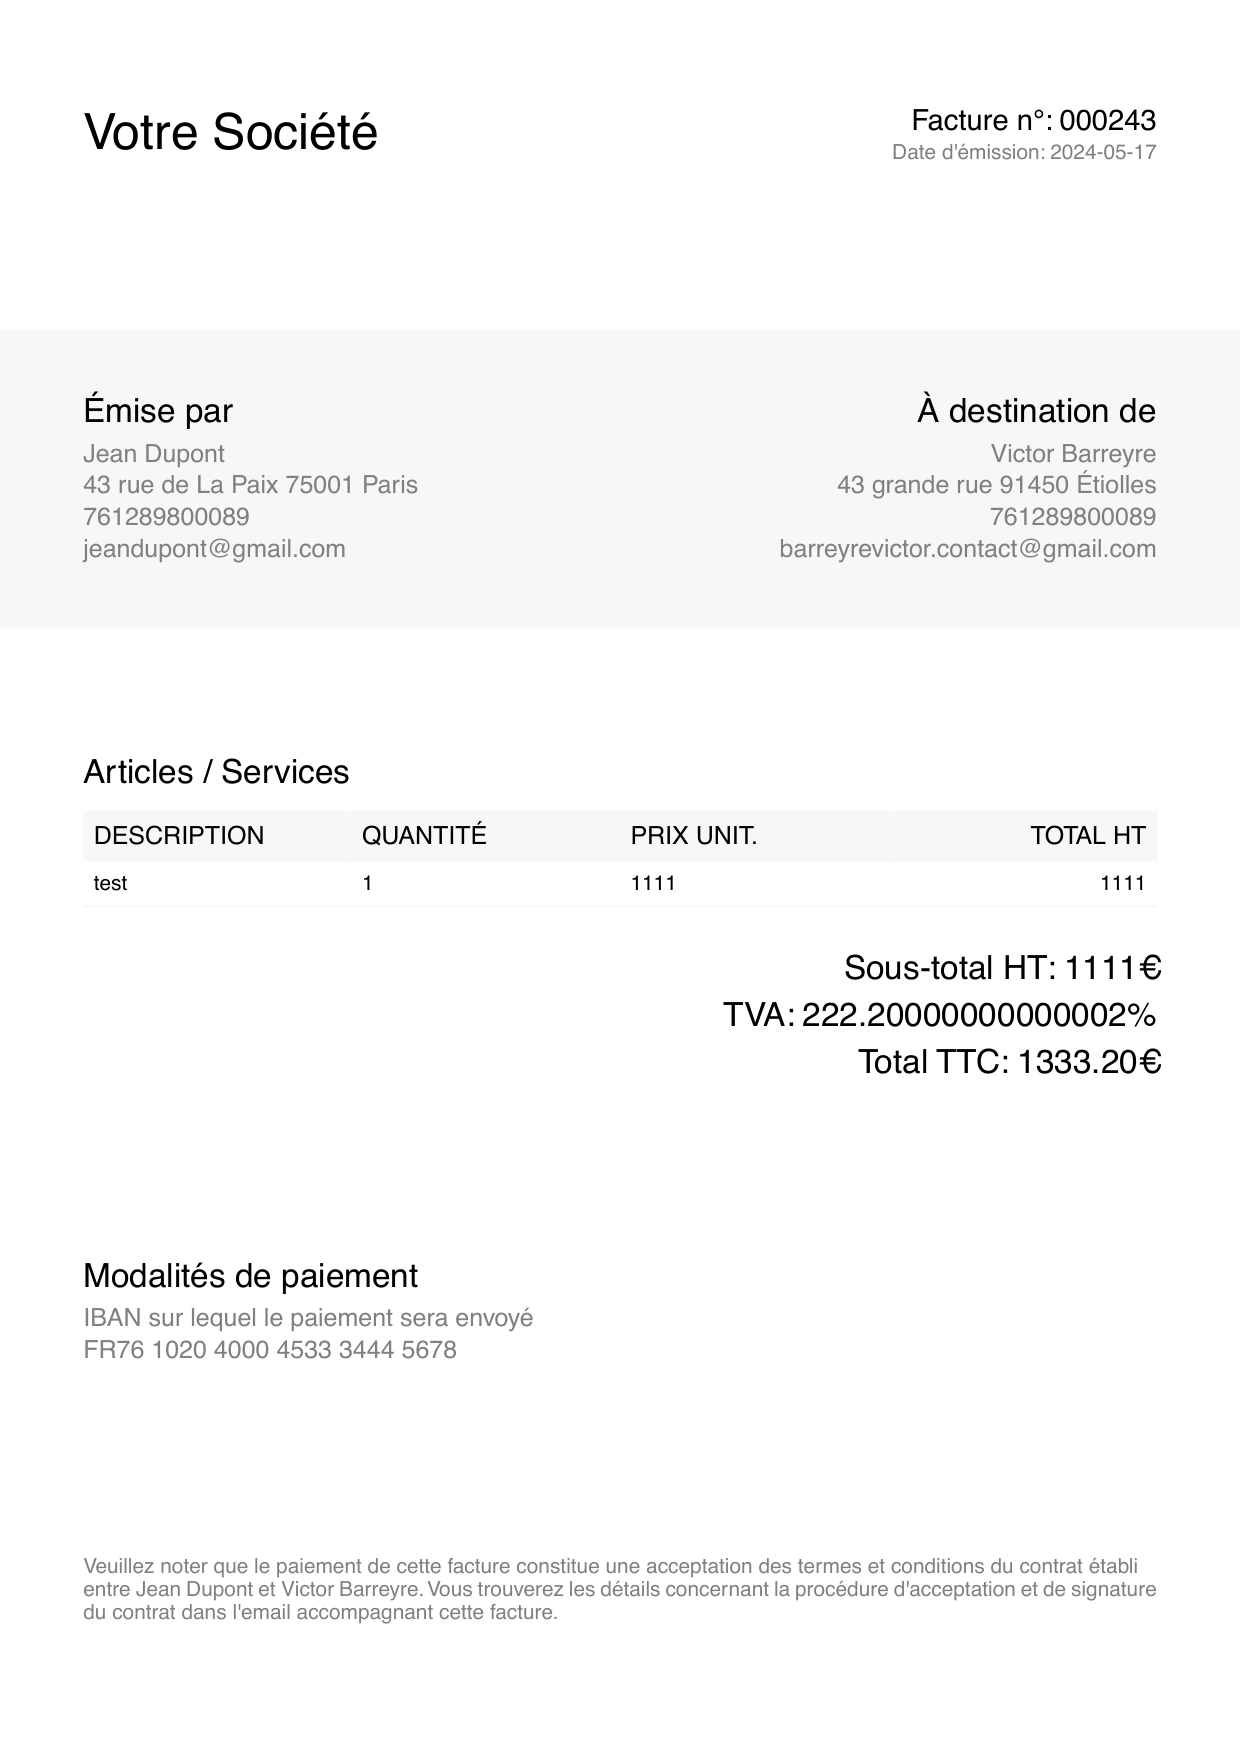 Votre Société
Facture n°: 000243
Date d'émission: 2024-05-17
Émise par
Jean Dupont
43 rue de La Paix 75001 Paris
761289800089
jeandupont@gmail.com
À destination de
Victor Barreyre
43 grande rue 91450 Étiolles
761289800089
barreyrevictor.contact@gmail.com
Articles / Services
DESCRIPTION QUANTITÉ PRIX UNIT. TOTAL HT
test 1 1111 1111
Sous-total HT: 1111€
TVA: 222.20000000000002%
Total TTC: 1333.20€
Modalités de paiement
IBAN sur lequel le paiement sera envoyé
FR76 1020 4000 4533 3444 5678
Veuillez noter que le paiement de cette facture constitue une acceptation des termes et conditions du contrat établi
entre Jean Dupont et Victor Barreyre. Vous trouverez les détails concernant la procédure d'acceptation et de signature
du contrat dans l'email accompagnant cette facture.